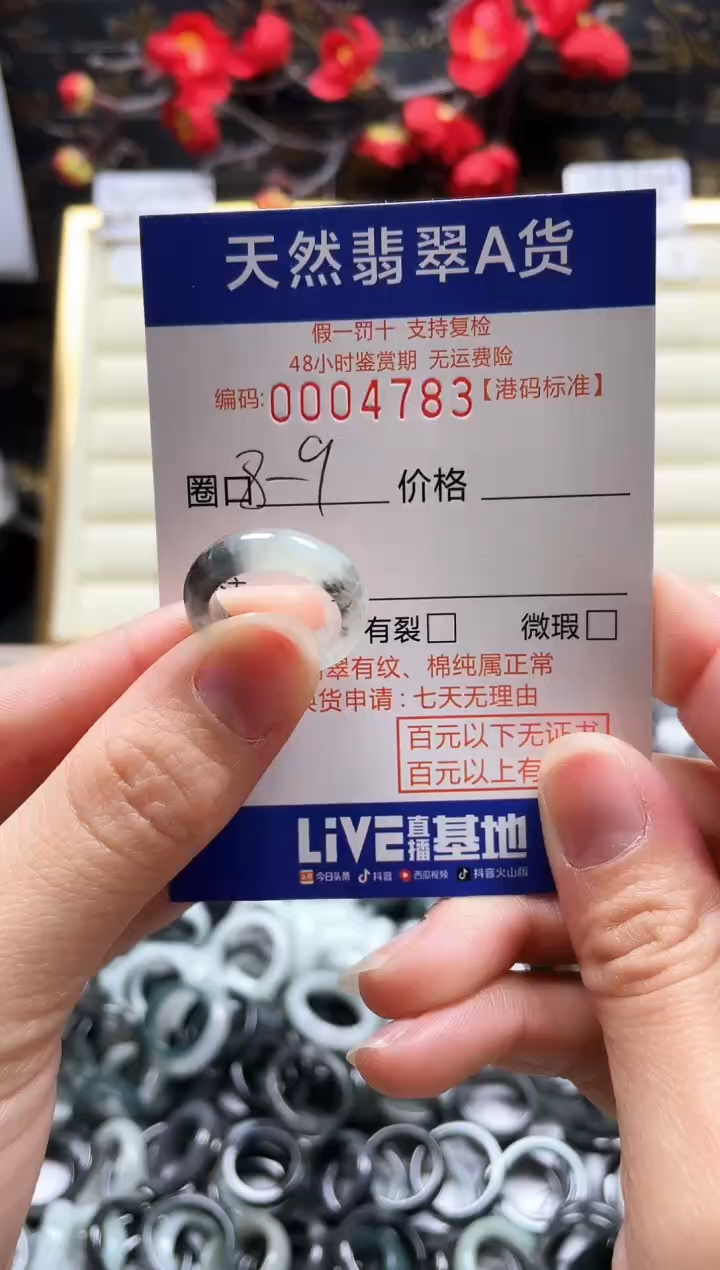 天然翡翠A货
假一罚十 支持复检
48小时鉴赏期 无运费险
编码:0004783【港码标准】
圈口 8-9 价格
有裂□ 微瑕□
翠有纹、棉纯属正常
货申请:七天无理由
百元以下无证书
百元以上有
LiVE直播基地
今日头条 抖音 西瓜视频 抖音火山版